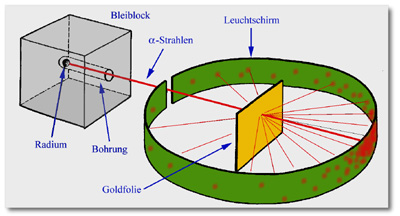 Bleiblock
Leuchtschirm
α-Strahlen
Radium
Bohrung
Goldfolie